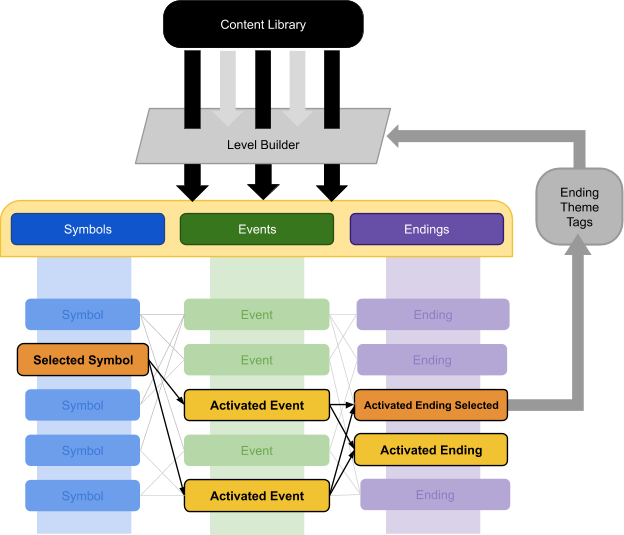 Content Library
Level Builder
Ending
Theme
Tags
Symbols
Events
Endings
Symbol
Event
Ending
Selected Symbol
Event
Ending
Symbol
Activated Event
Activated Ending Selected
Symbol
Event
Activated Ending
Symbol
Activated Event
Ending